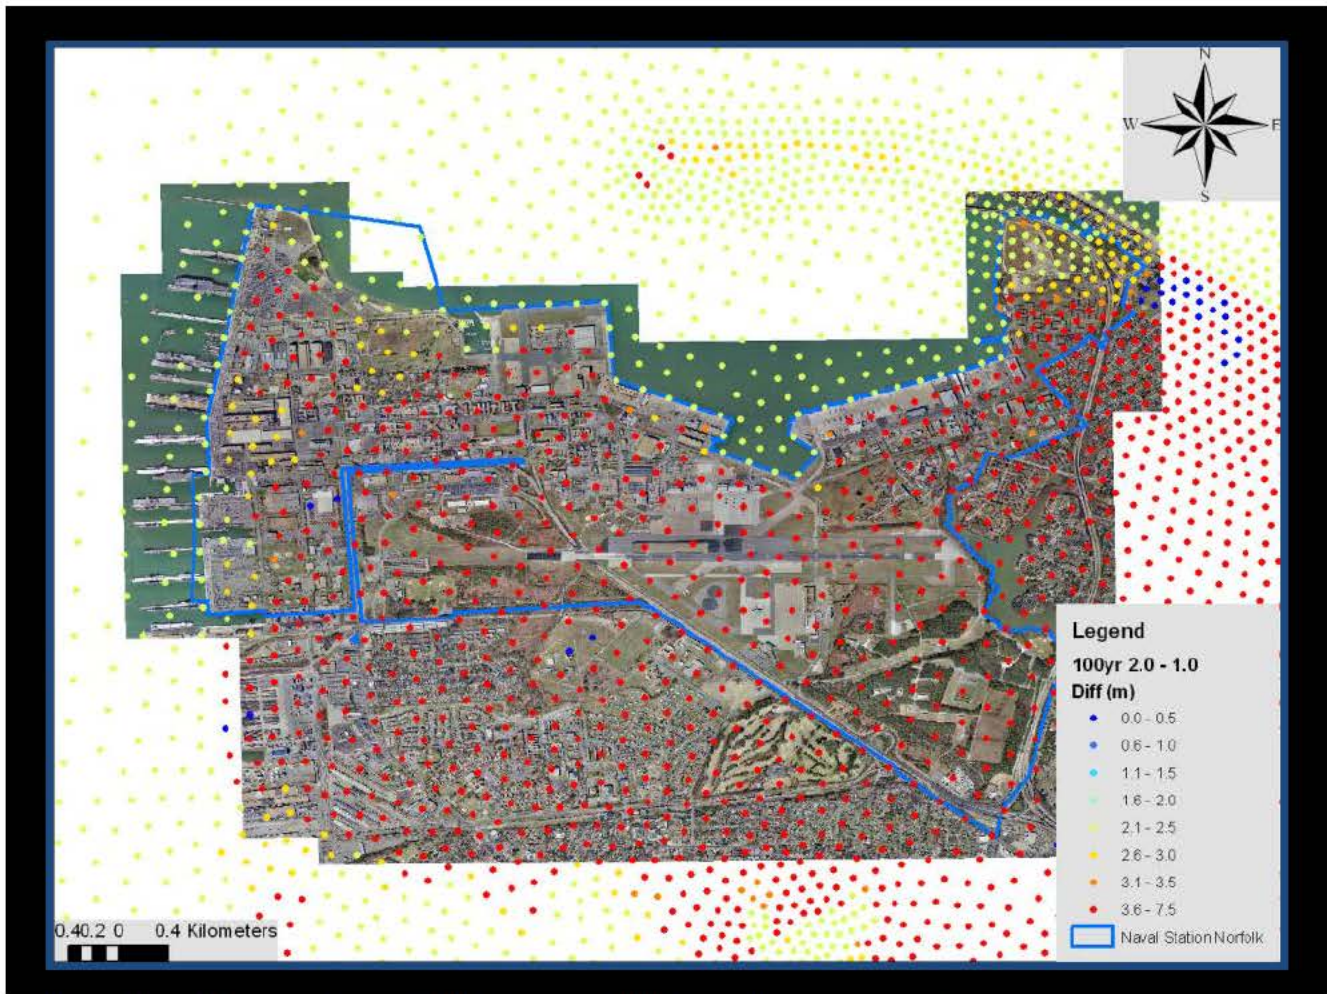 N
W E
S
Legend
100yr 2.0 - 1.0
Diff (m)
0.0 - 0.5
0.6 - 1.0
1.1 - 1.5
1.6 - 2.0
2.1 - 2.5
2.6 - 3.0
3.1 - 3.5
3.6 - 7.5
Naval Station Norfolk
0.40.2 0 0.4 Kilometers